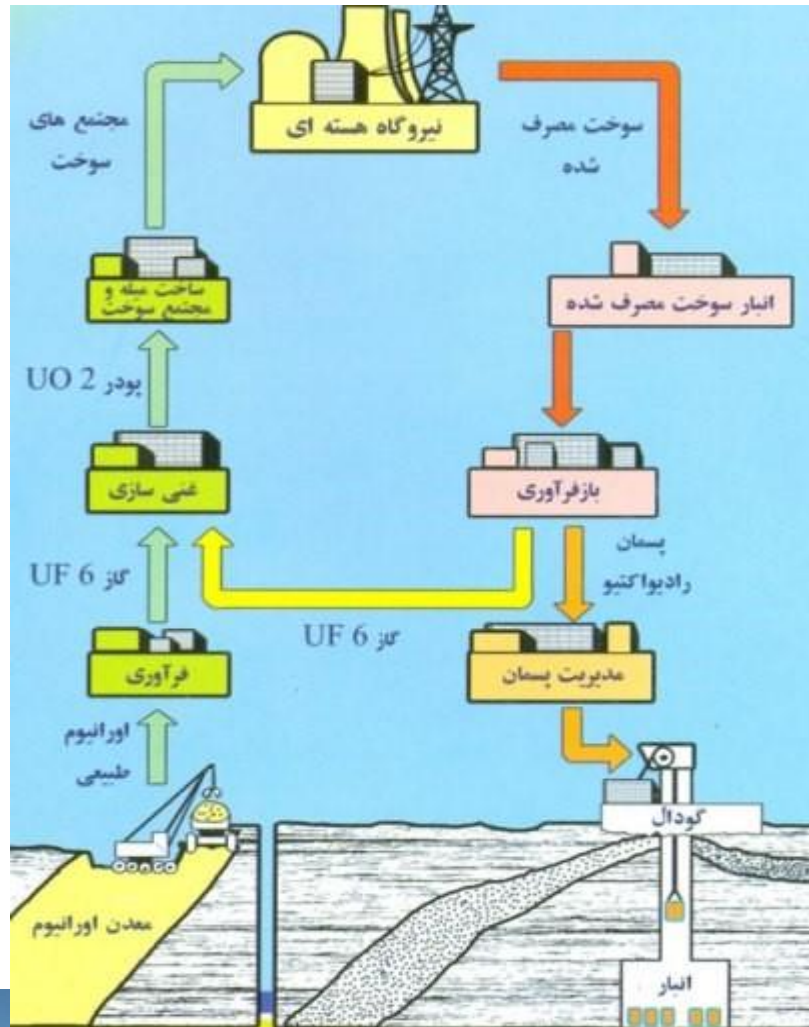 نیروگاه هسته ای
مجتمع های
سوخت
سوخت مصرف
شده
ساخت میله و
مجتمع سوخت
انبار سوخت مصرف شده
پودر UO 2
غنی سازی
بازفرآوری
گاز UF 6
پسمان
رادیواکتیو
گاز UF 6
فرآوری
مدیریت پسمان
اورانیوم
طبیعی
گودال
معدن اورانیوم
انبار